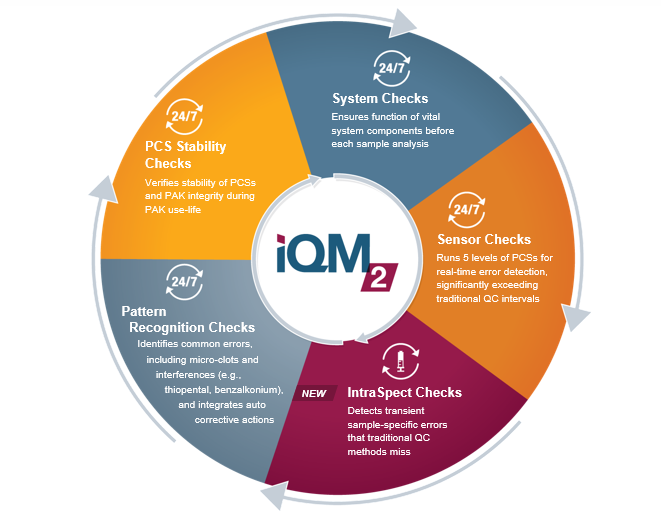 24/7
System Checks
Ensures function of vital
system components before
each sample analysis
24/7
Sensor Checks
Runs 5 levels of PCSs for
real-time error detection,
significantly exceeding
traditional QC intervals
NEW
IntraSpect Checks
Detects transient
sample-specific errors
that traditional QC
methods miss
24/7
Pattern
Recognition Checks
Identifies common errors,
including micro-clots and
interferences (e.g.,
thiopental, benzalkonium),
and integrates auto
corrective actions
24/7
PCS Stability
Checks
Verifies stability of PCSs
and PAK integrity during
PAK use-life
iQM
2